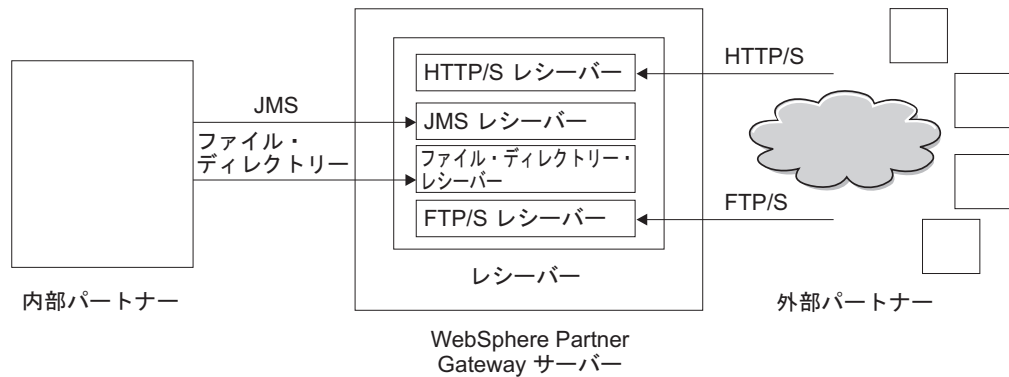 HTTP/S レシーバー
HTTP/S
JMS
JMS レシーバー
ファイル・
ディレクトリー
ファイル・ディレクトリー・
レシーバー
FTP/S レシーバー
FTP/S
レシーバー
内部パートナー
外部パートナー
WebSphere Partner
Gateway サーバー